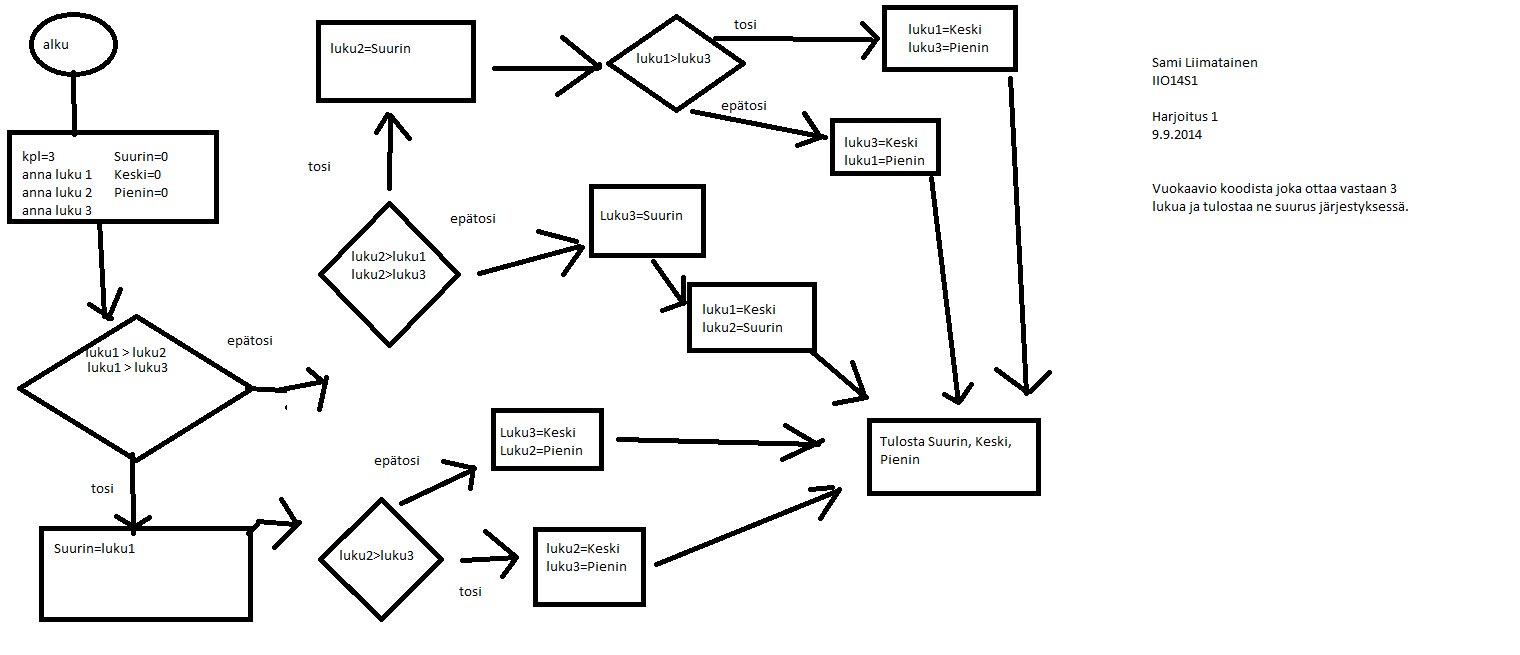 alku
kpl=3 Suurin=0
anna luku 1 Keski=0
anna luku 2 Pienin=0
anna luku 3
luku1 > luku2
luku1 > luku3
epätosi
tosi
Suurin=luku1
luku2=Suurin
tosi
luku2>luku1
luku2>luku3
epätosi
luku1>luku3
tosi
epätosi
luku1=Keski
luku3=Pienin
luku3=Keski
luku1=Pienin
Luku3=Suurin
luku1=Keski
luku2=Suurin
Luku3=Keski
Luku2=Pienin
epätosi
luku2>luku3
tosi
luku2=Keski
luku3=Pienin
Tulosta Suurin, Keski,
Pienin
Sami Liimatainen
IIO14S1
Harjoitus 1
9.9.2014
Vuokaavio koodista joka ottaa vastaan 3
lukua ja tulostaa ne suurus järjestyksessä.